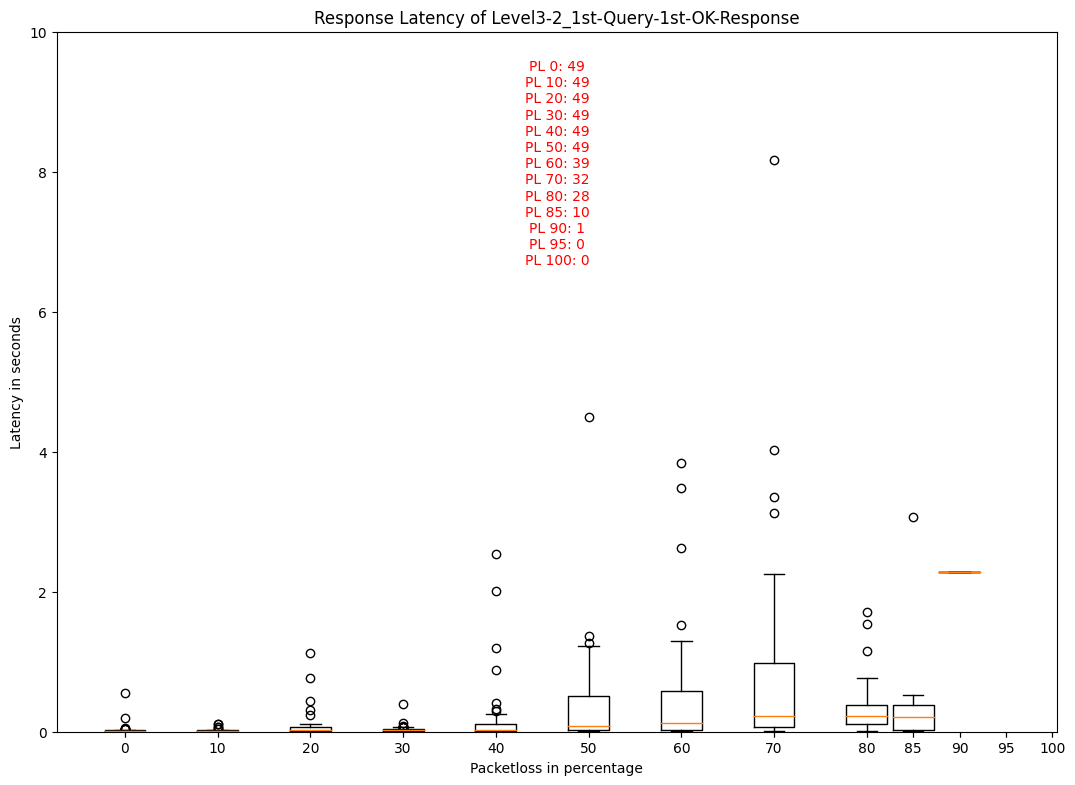 Response Latency of Level3-2_1st-Query-1st-OK-Response
10
8
6
4
2
0
Latency in seconds
PL 0: 49
PL 10: 49
PL 20: 49
PL 30: 49
PL 40: 49
PL 50: 49
PL 60: 39
PL 70: 32
PL 80: 28
PL 85: 10
PL 90: 1
PL 95: 0
PL 100: 0
0 10 20 30 40 50 60 70 80 85 90 95 100
Packetloss in percentage